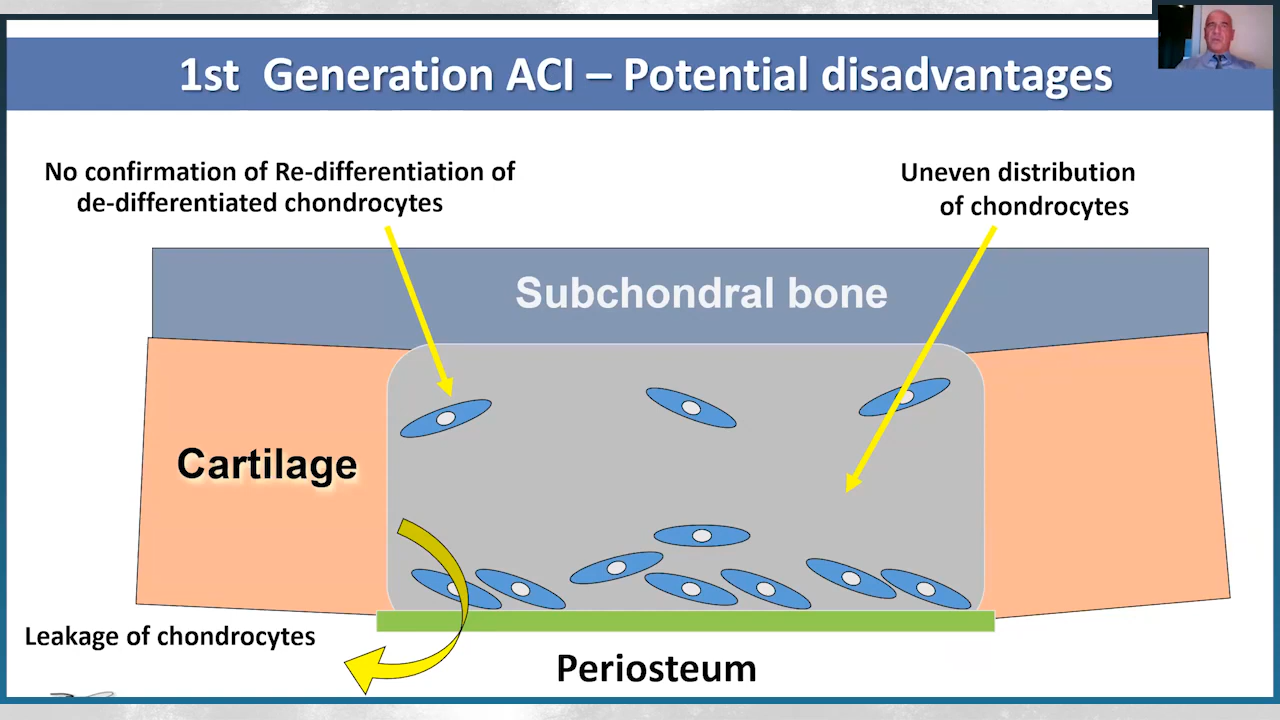 1st Generation ACI – Potential disadvantages
No confirmation of Re-differentiation of
de-differentiated chondrocytes
Uneven distribution
of chondrocytes
Subchondral bone
Cartilage
Leakage of chondrocytes
Periosteum